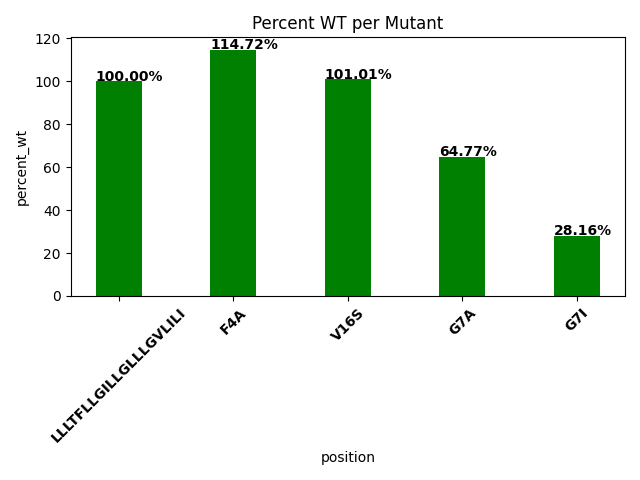 Percent WT per Mutant
percent_wt
120
100
80
60
40
20
0
100.00%
114.72%
101.01%
64.77%
28.16%
LLLTFLLGILLGLLLGVLILI
F4A
V16S
G7A
G7I
position